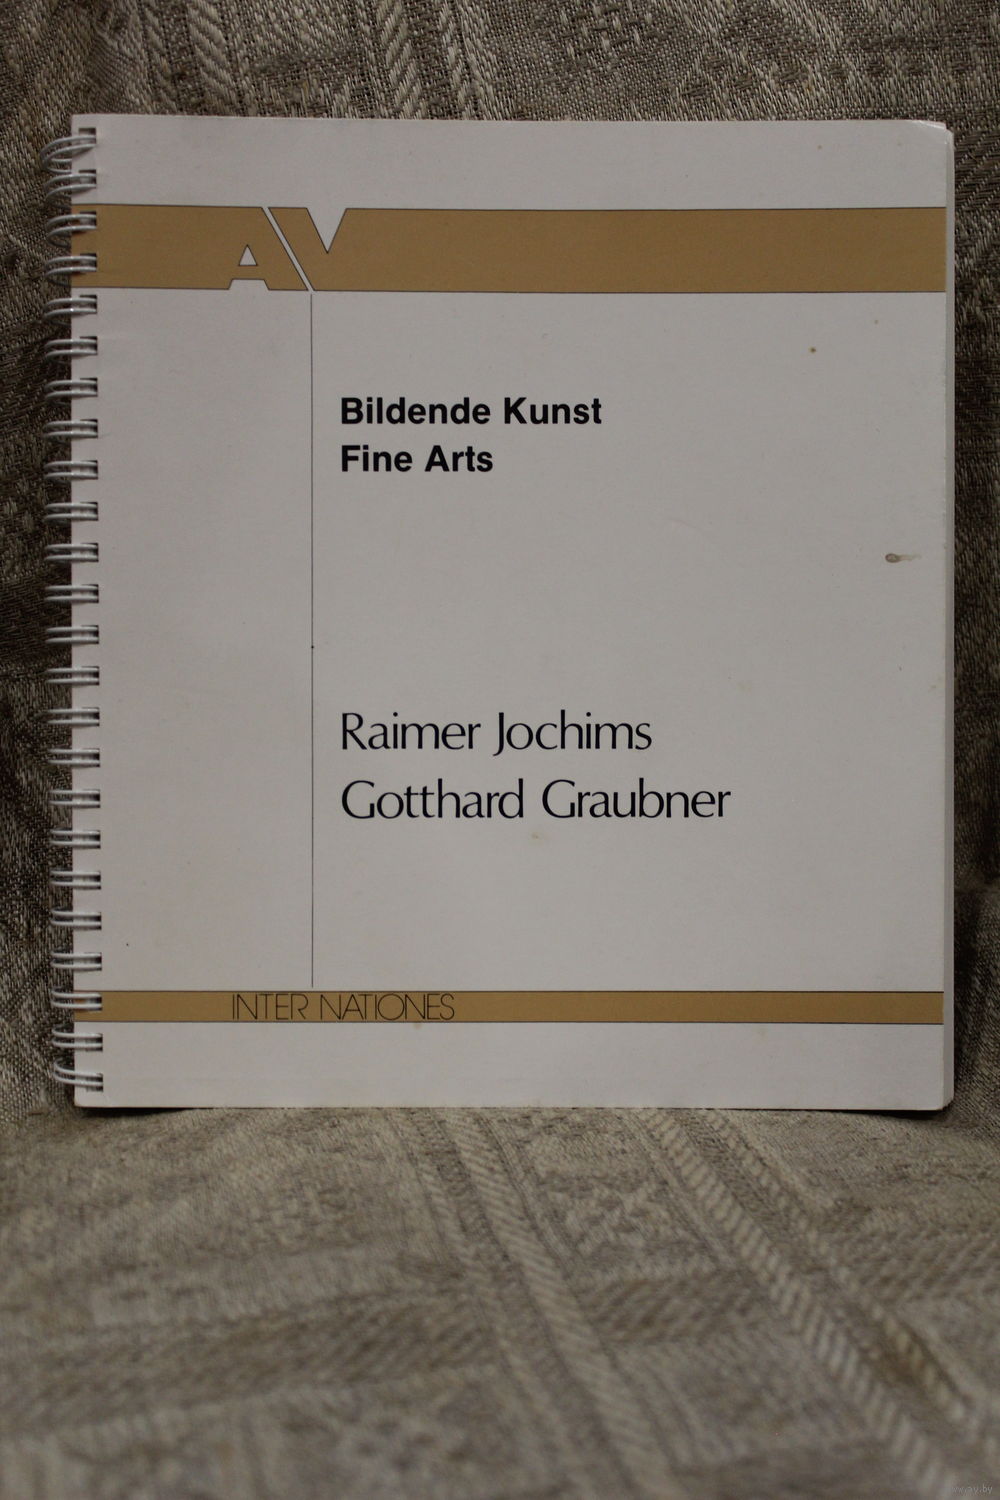 AV
Bildende Kunst
Fine Arts
Raimer Jochims
Gotthard Graubner
INTER NATIONES